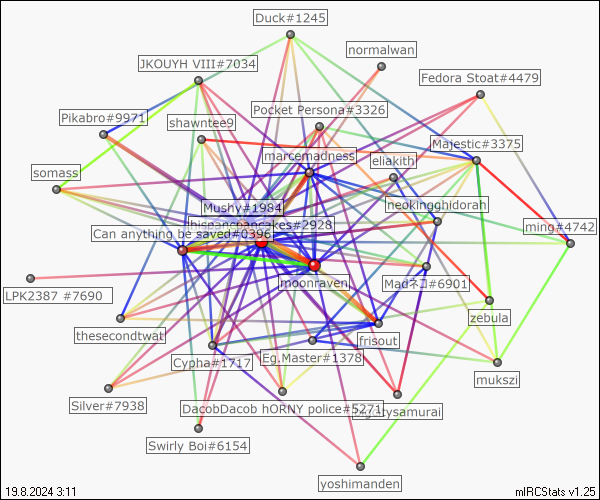 Duck#1245
normalwan
JKOUYH VIII#7034
Fedora Stoat#4479
Pocket Persona#3326
Pikabro#9971
shawntee9
Majestic#3375
marcemadness
eliakith
somass
Mushy#1984
neokingghidorah
#2928
Can anything be saved#0396
ming#4742
moonraven
Madネコ#6901
LPK2387 #7690
zebula
thesecondtwat
frisout
Eg.Master#1378
Cypha#1717
mukszi
Silver#7938
DacobDacob hORNY police#5271
Swirly Boi#6154
yoshimanden
19.8.2024 3:11
mIRCStats v1.25